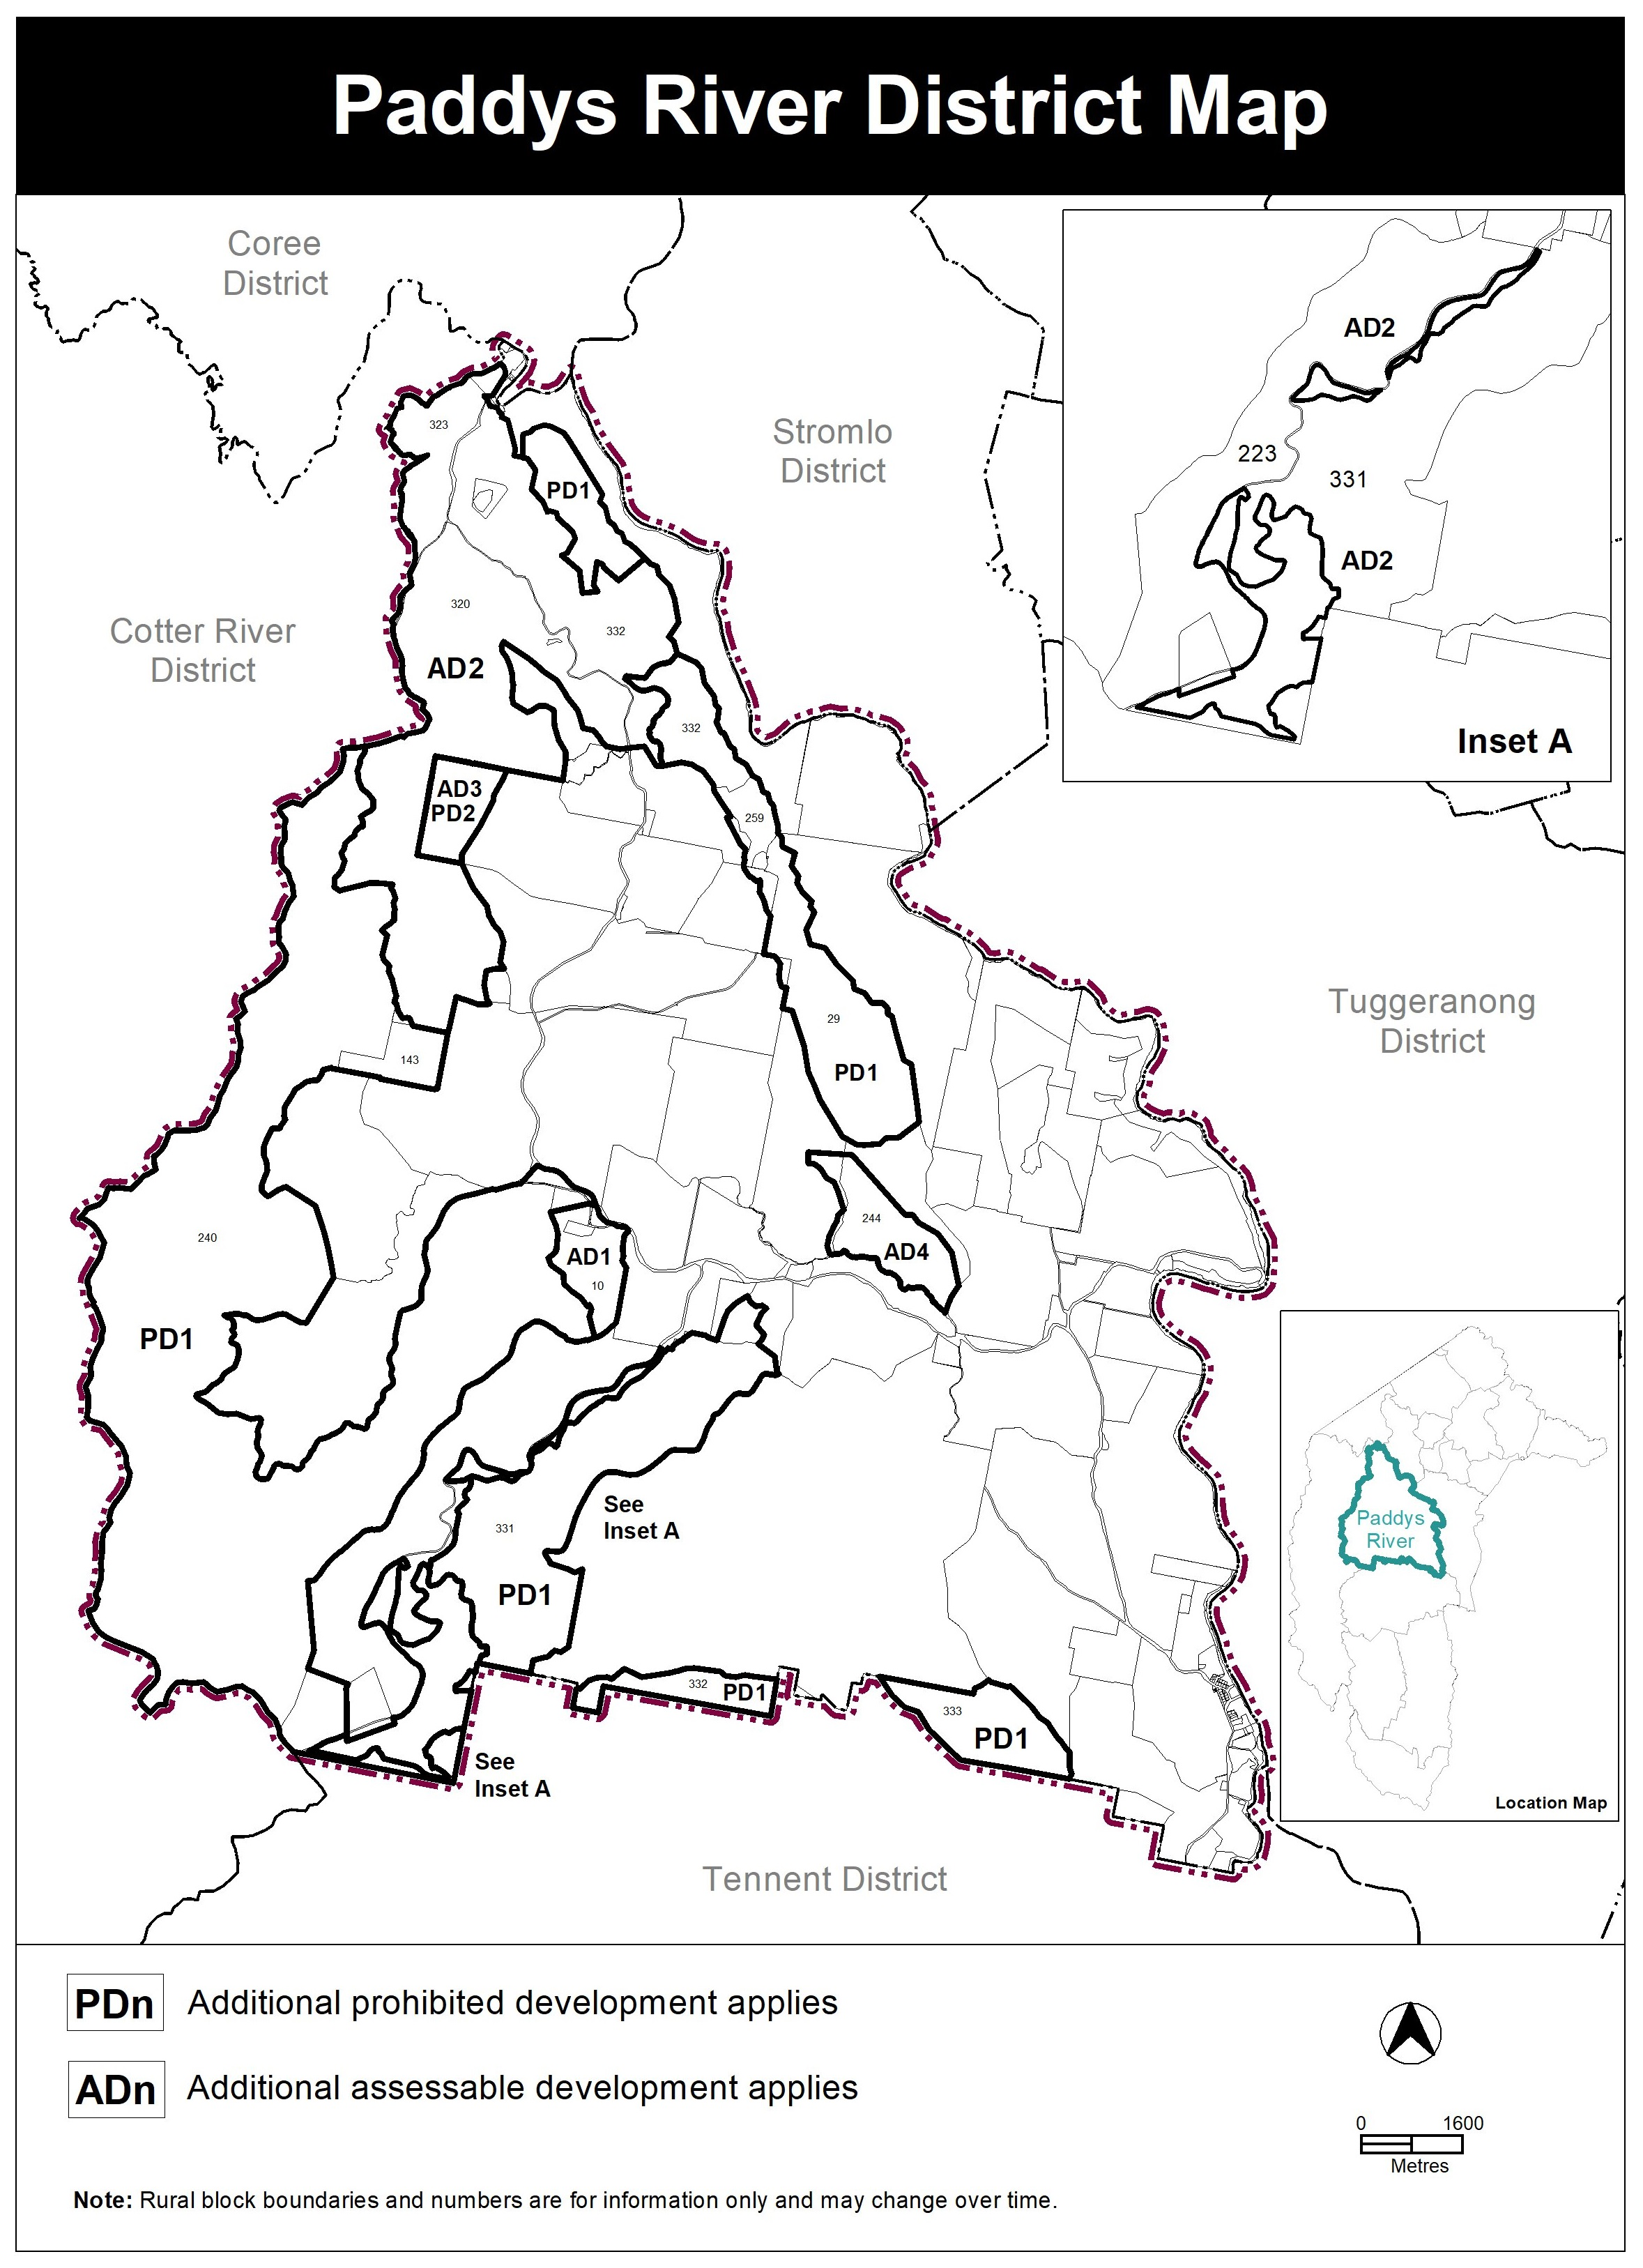 Paddys River District Map
Coree
District
Stromlo
District
Cotter River
District
Tuggeranong
District
Tennent District
323
PD1
320
332
AD2
332
AD3
PD2
259
29
PD1
143
240
PD1
244
AD4
AD1
10
See
Inset A
331
PD1
332
PD1
333
PD1
See
Inset A
AD2
223
331
AD2
Inset A
Paddys
River
Location Map
PDn Additional prohibited development applies
ADn Additional assessable development applies
0 1600
Metres
Note: Rural block boundaries and numbers are for information only and may change over time.